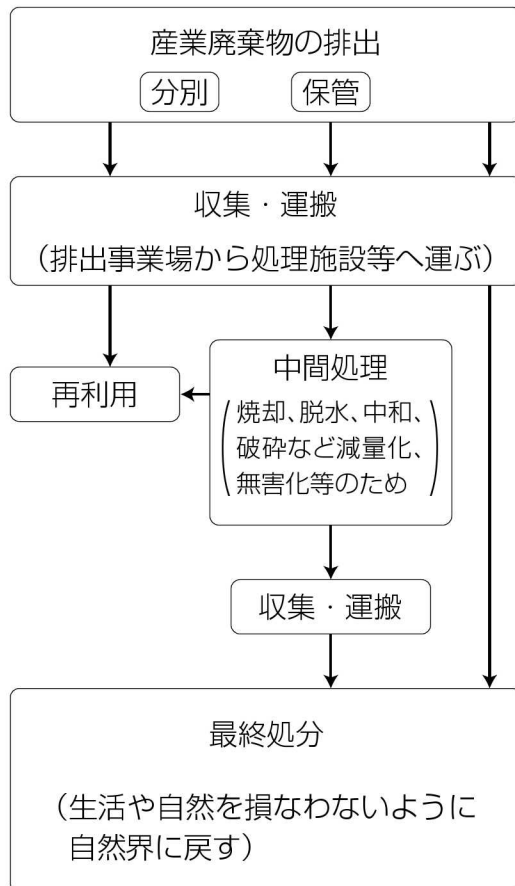 産業廃棄物の排出
分別 保管
収集・運搬
(排出事業場から処理施設等へ運ぶ)
再利用
中間処理
(焼却、脱水、中和、
破砕など減量化、
無害化等のため)
収集・運搬
最終処分
(生活や自然を損なわないように
自然界に戻す)